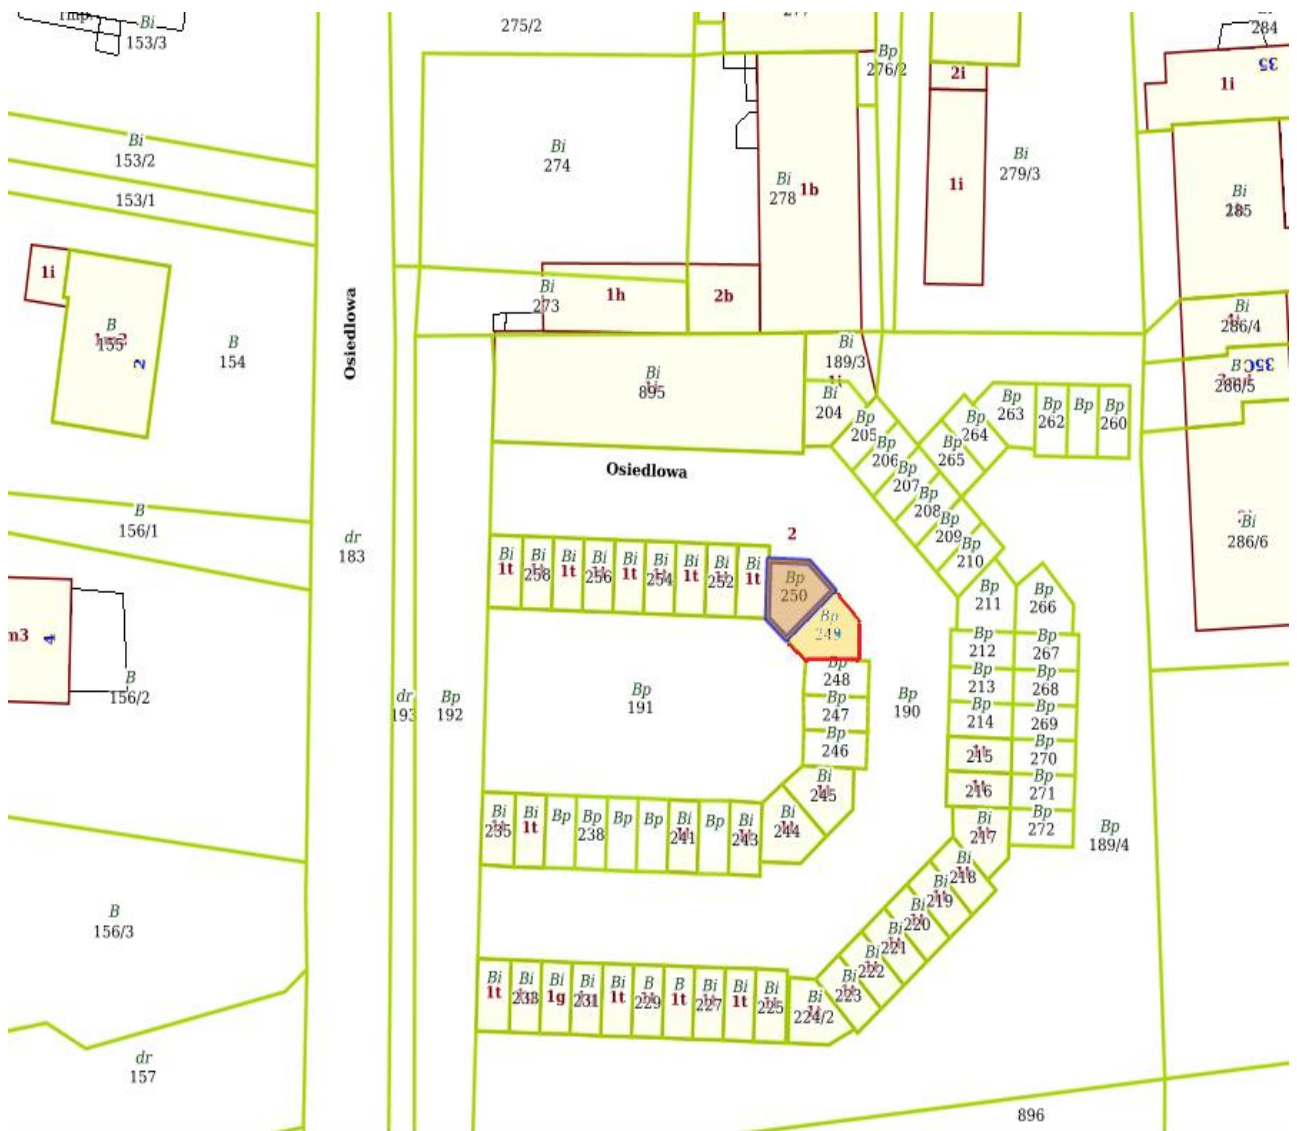 275/2
Bi
153/3
Bp
276/2
284
35
1i
2i
Bi
153/2
153/1
Bi
274
Bi
278
1b
1i
Bi
279/3
Bi
285
1i
Bi
273
1h
2b
Bi
286/4
B
155
2
B
154
Osiedlowa
Bi
895
Bi
189/3
Bi
204
Bp
205
Bp
206
Bp
207
Bp
208
Bp
209
Bp
210
Bp
263
Bp
264
Bp
265
Bp
262
Bp
Bp
260
B
286/5
35C
Osiedlowa
B
156/1
dr
183
2
Bi
286/6
Bi
1t
Bi
258
Bi
1t
Bi
256
Bi
1t
Bi
254
Bi
1t
Bi
252
Bi
1t
Bp
250
Bp
249
Bp
211
Bp
266
m3
4
B
156/2
dr
193
Bp
192
Bp
191
Bp
248
Bp
247
Bp
246
Bp
190
Bp
212
Bp
267
Bp
213
Bp
268
Bp
214
Bp
269
215
Bp
270
216
Bp
271
Bi
217
Bp
272
Bp
189/4
Bi
245
Bi
244
Bi
235
Bi
1t
Bp
Bp
238
Bp
Bp
Bi
241
Bp
Bi
243
Bi
218
Bi
219
Bi
220
Bi
221
Bi
222
Bi
223
B
156/3
Bi
1t
Bi
233
Bi
1g
Bi
231
Bi
1t
B
229
B
1t
Bi
227
Bi
1t
Bi
225
Bi
224/2
dr
157
896